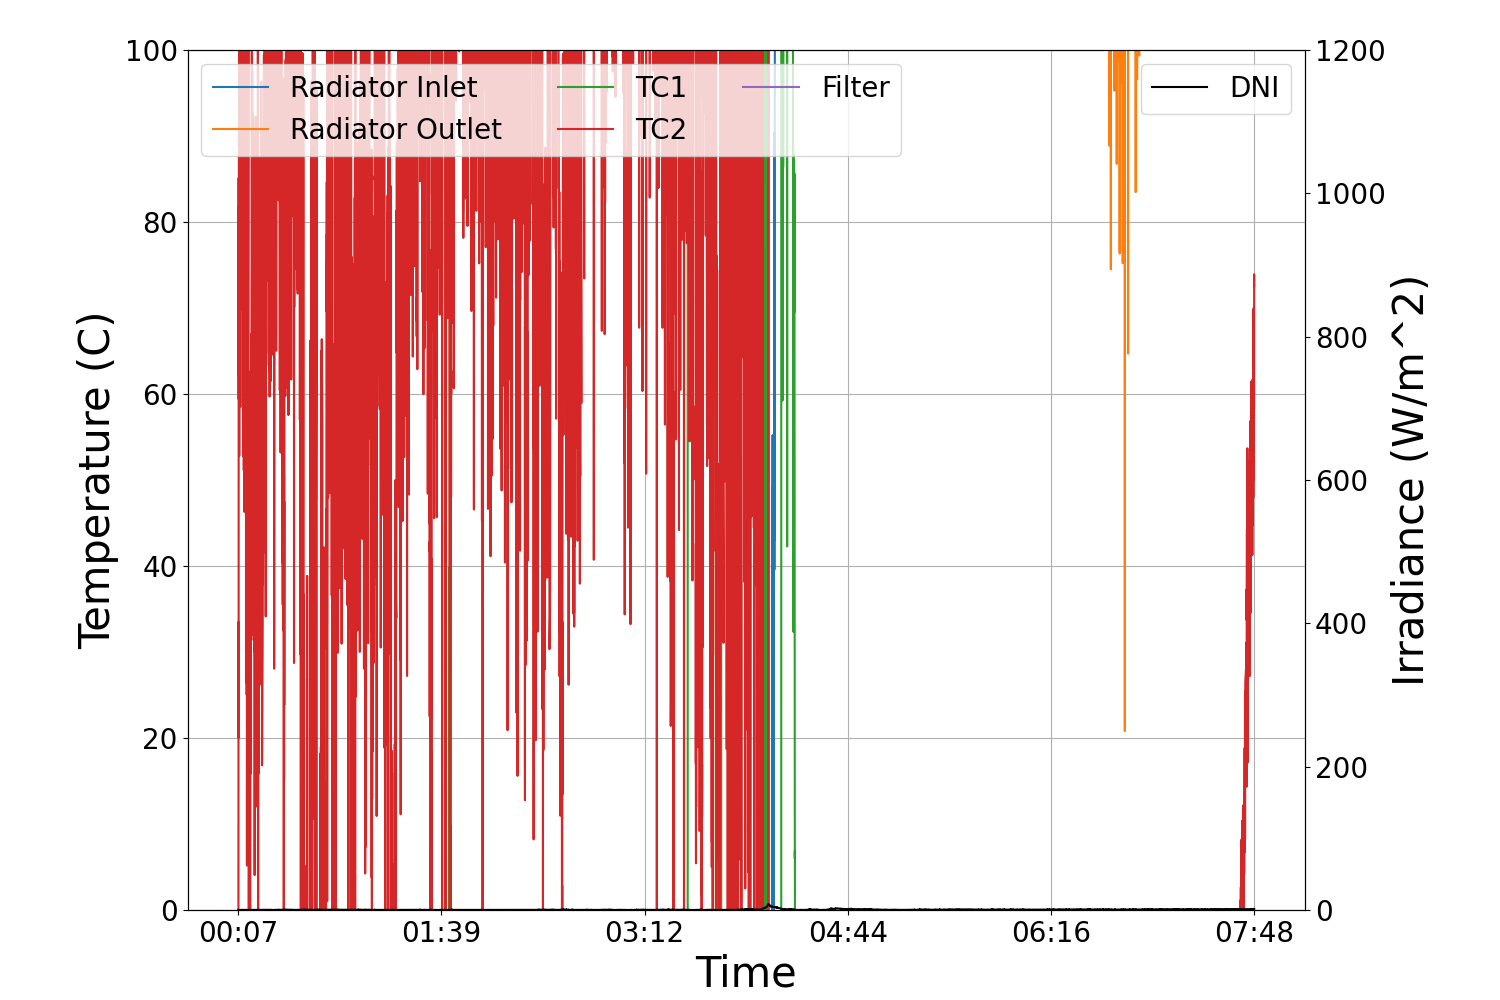 Radiator Inlet
Radiator Outlet
TC1
TC2
Filter
DNI
Temperature (C)
100
80
60
40
20
0
Irradiance (W/m^2)
1200
1000
800
600
400
200
0
00:07 01:39 03:12 04:44 06:16 07:48
Time